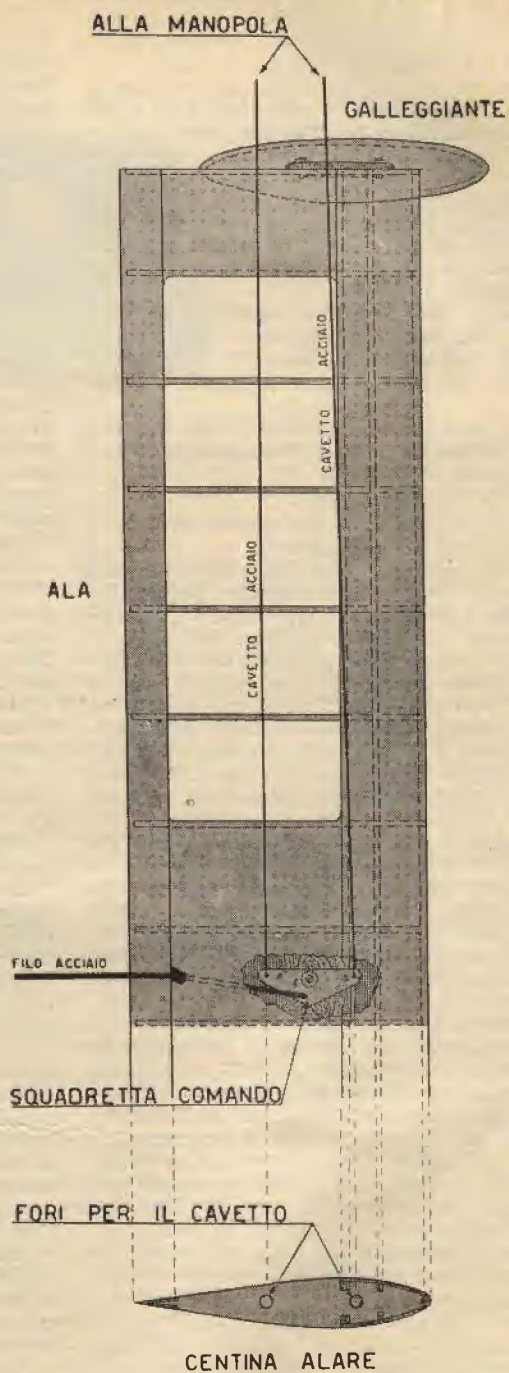 ALLA MANOPOLA
GALLEGGIANTE
CAVETTO ACCIAIO
CAVETTO ACCIAIO
ALA
FILO ACCIAIO
SQUADRETTA COMANDO
FORI PER IL CAVETTO
CENTINA ALARE